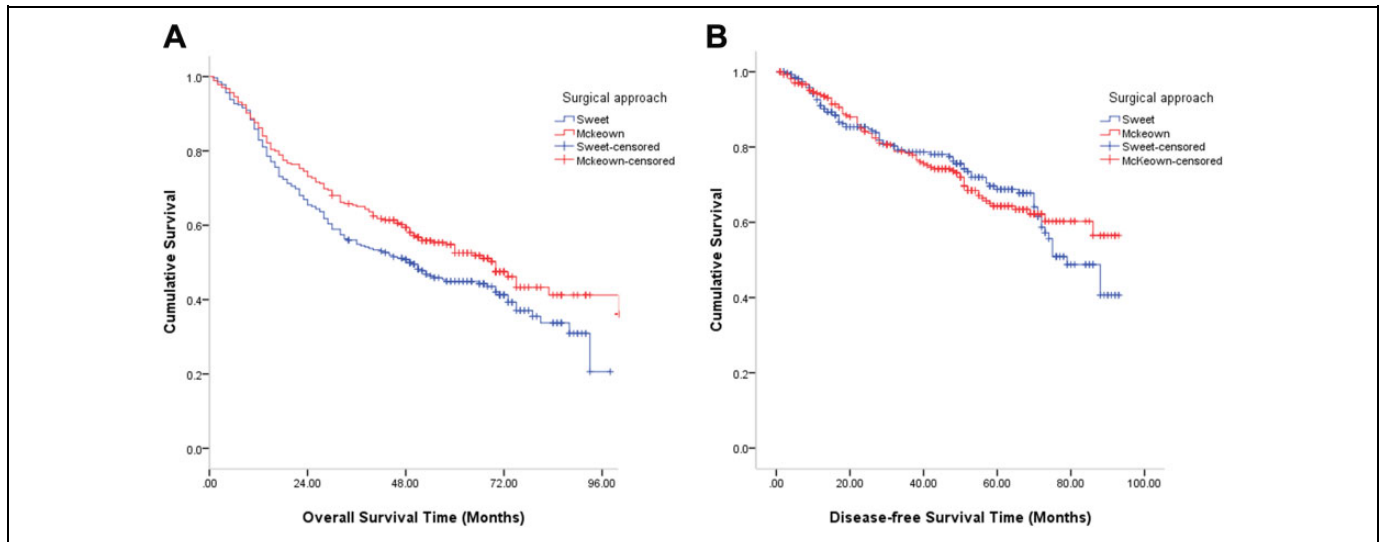 A
Surgical approach
Sweet
Mckeown
Sweet-censored
Mckeown-censored
Cumulative Survival
1.0
0.8
0.6
0.4
0.2
0.0
.00 24.00 48.00 72.00 96.00
Overall Survival Time (Months)
B
Surgical approach
Sweet
Mckeown
Sweet-censored
McKeown-censored
Cumulative Survival
1.0
0.8
0.6
0.4
0.2
0.0
.00 20.00 40.00 60.00 80.00 100.00
Disease-free Survival Time (Months)